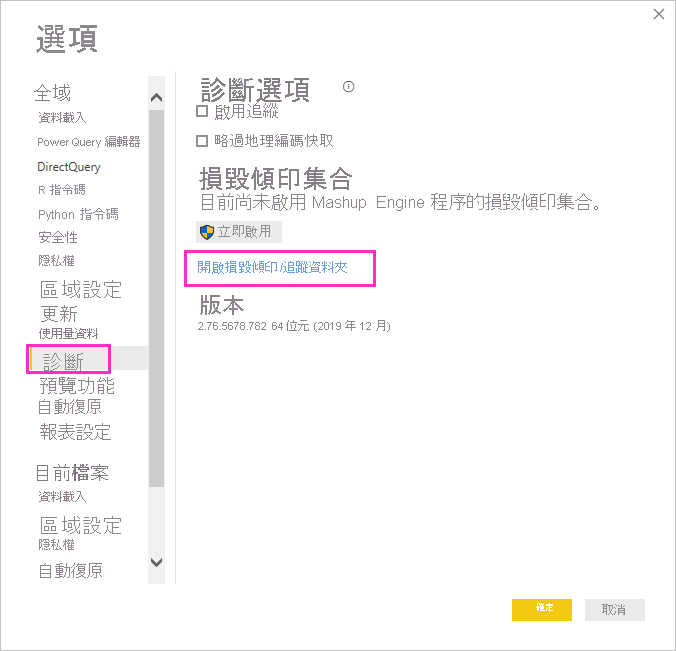 選項
全域
資料載入
Power Query 編輯器
DirectQuery
R 指令碼
Python 指令碼
安全性
隱私權
區域設定
更新
使用量資料
診斷
預覽功能
自動復原
報表設定
目前檔案
資料載入
區域設定
隱私權
自動復原
診斷選項
啟用追縱
略過地理編碼快取
損毀傾印集合
目前尚未啟用 Mashup Engine 程序的損毀傾印集合。
立即啟用
開啟損毀傾印/追蹤資料夾
版本
2.76.5678.782 64 位元 (2019 年 12 月)
確定
取消